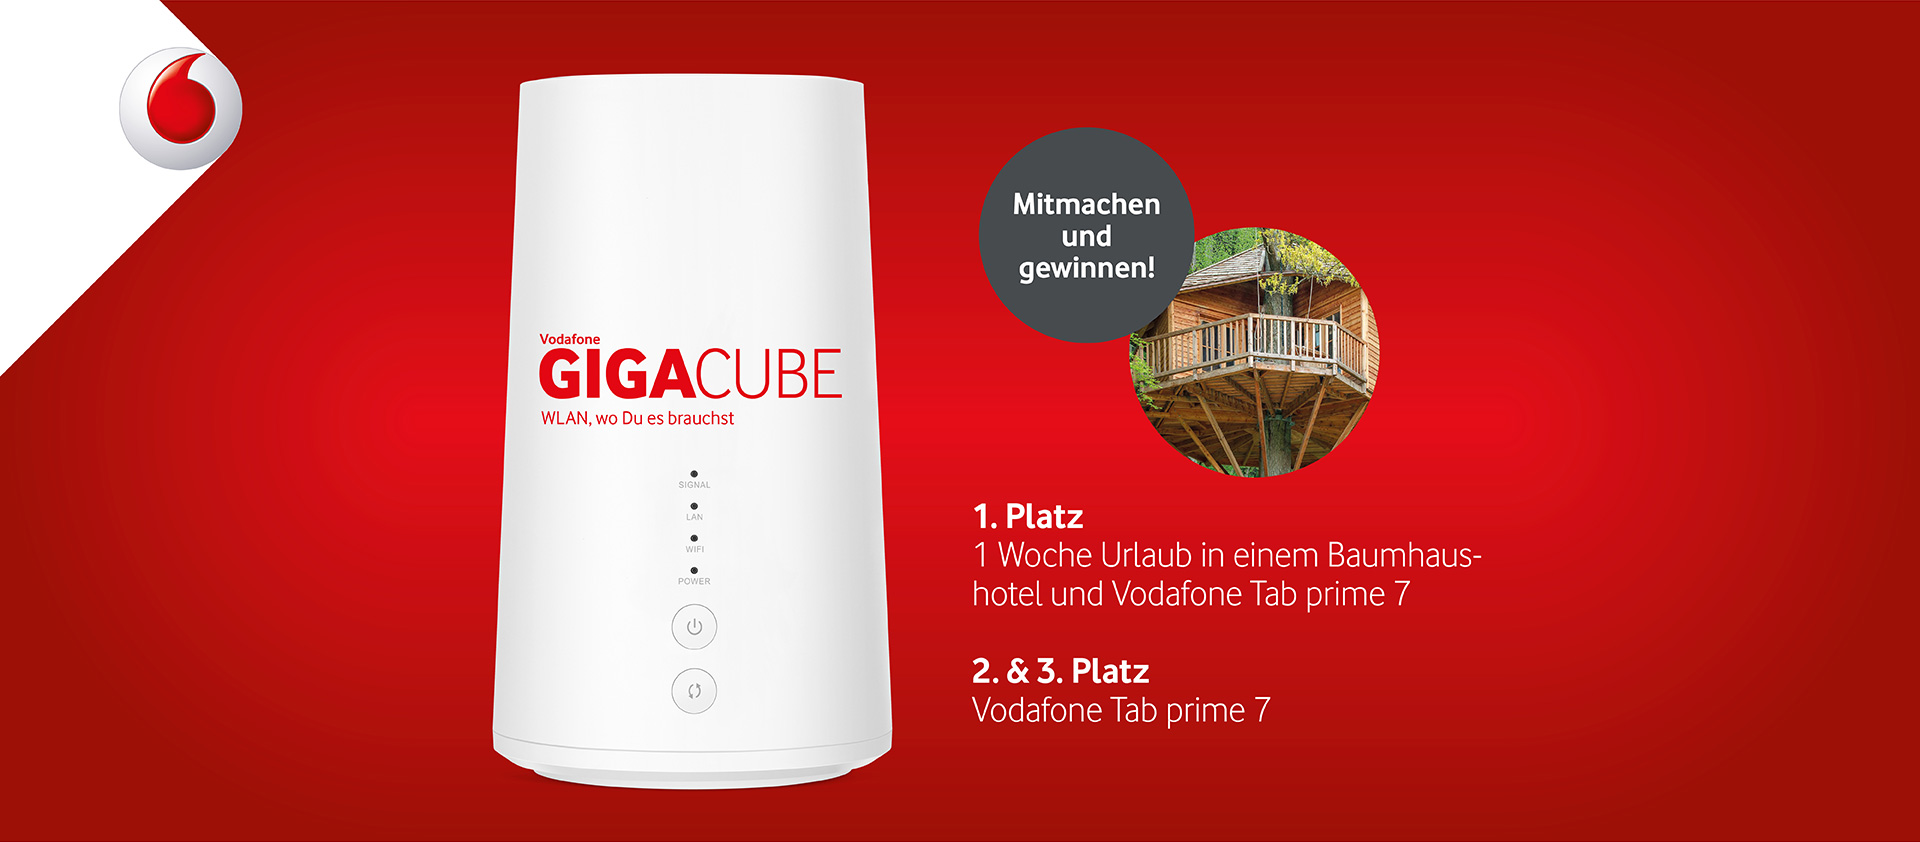 Vodafone
GIGACUBE
WLAN, wo Du es brauchst
SIGNAL
LAN
WIFI
POWER
Mitmachen
und
gewinnen!
1. Platz
1 Woche Urlaub in einem Baumhaus-
hotel und Vodafone Tab prime 7
2. & 3. Platz
Vodafone Tab prime 7